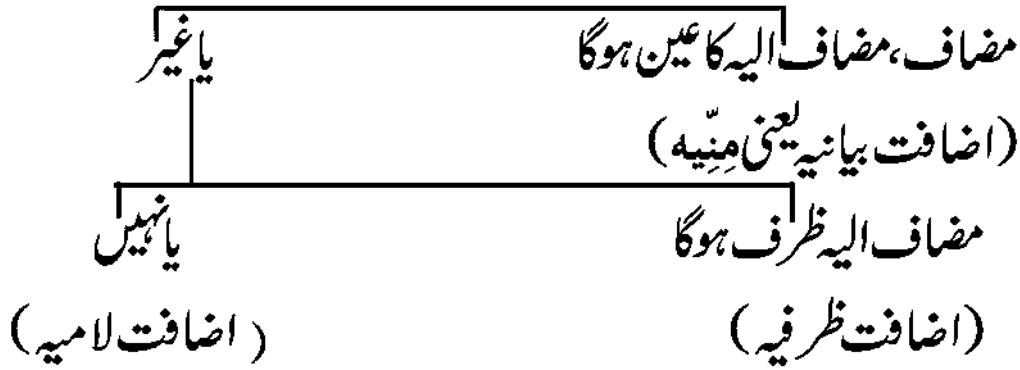 مضاف، مضاف الیہ کا عین ہوگا یا غیر
(اضافت بیانیہ یعنی مِنِّیه)
مضاف الیہ ظرف ہوگا یا نہیں
(اضافت ظرفیہ) (اضافت لامیہ)